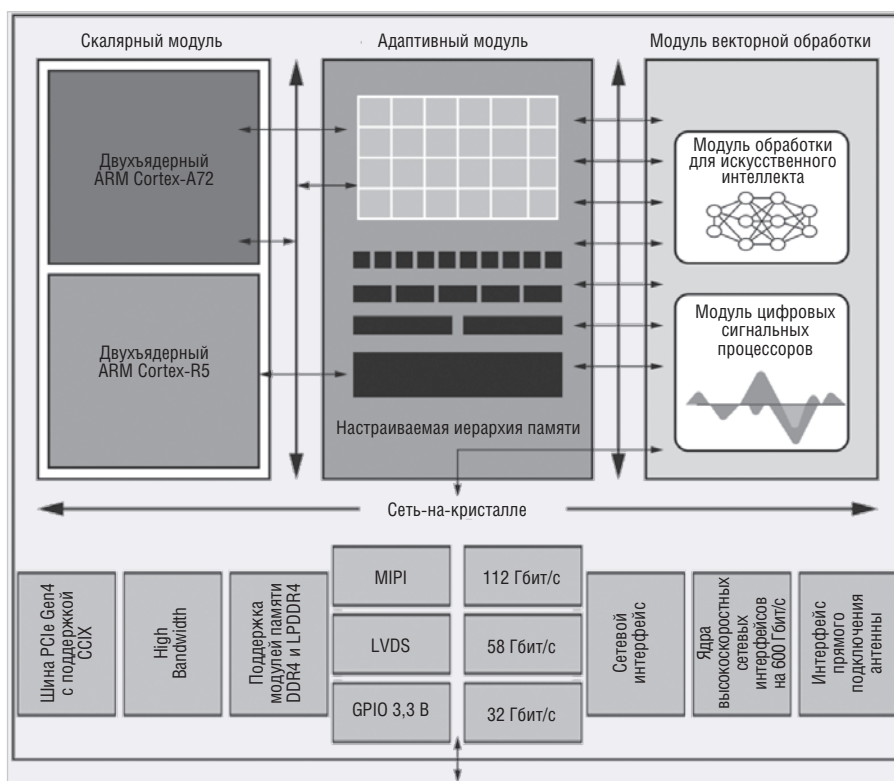 Скалярный модуль
Адаптивный модуль
Модуль векторной обработки
Двухъядерный
ARM Cortex-A72
Двухъядерный
ARM Cortex-R5
Настраиваемая иерархия памяти
Модуль обработки
для искусственного
интеллекта
Модуль цифровых
сигнальных
процессоров
Сеть-на-кристалле
Шина PCIe Gen4
с поддержкой
CCIX
High
Bandwidth
Поддержка
модулей памяти
DDR4 и LPDDR4
MIPI
LVDS
GPIO 3,3 В
112 Гбит/с
58 Гбит/с
32 Гбит/с
Сетевой
интерфейс
Ядра
высокоскоростных
сетевых
интерфейсов
на 600 Гбит/с
Интерфейс
прямого
подключения
антенны